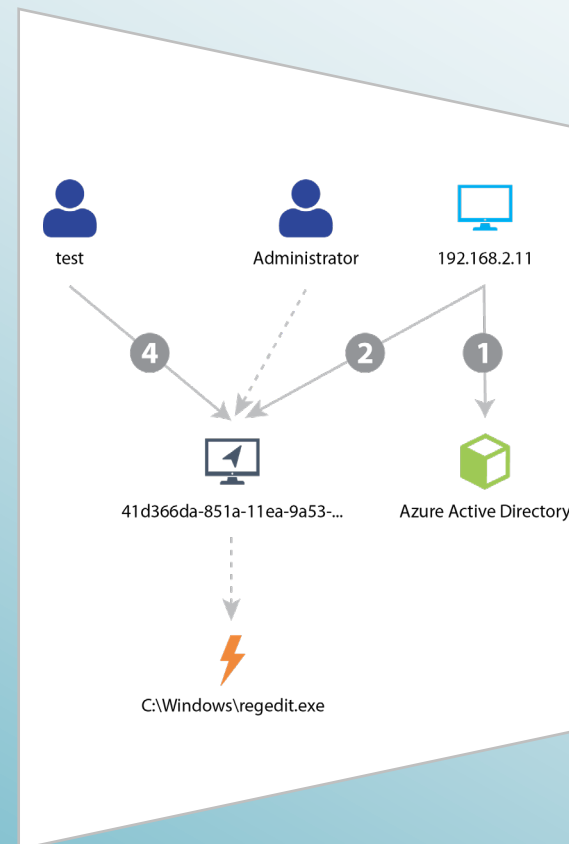 test
Administrator
192.168.2.11
4
2
1
41d366da-851a-11ea-9a53-...
Azure Active Directory
C:\Windows\regedit.exe